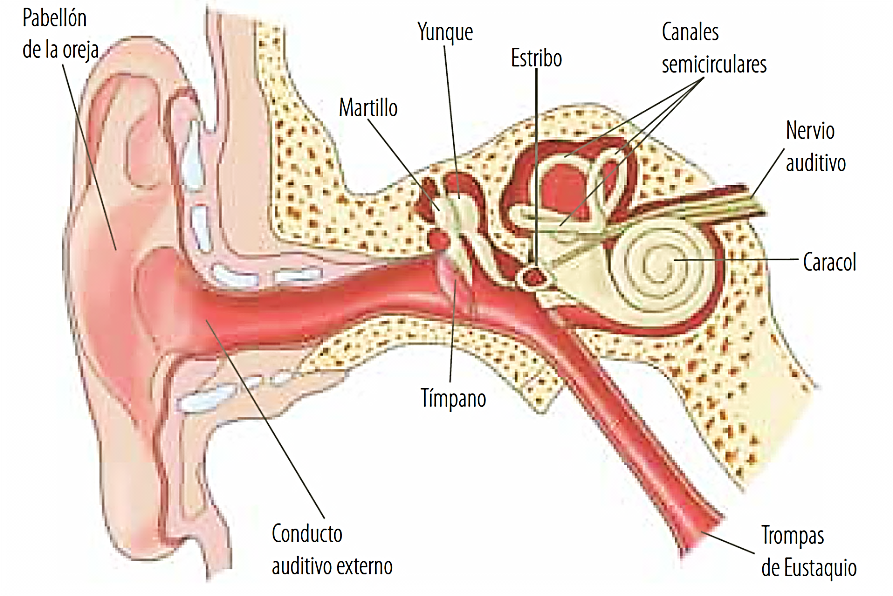 Pabellón
de la oreja
Yunque
Estribo
Canales
semicirculares
Martillo
Nervio
auditivo
Caracol
Tímpano
Conducto
auditivo externo
Trompas
de Eustaquio